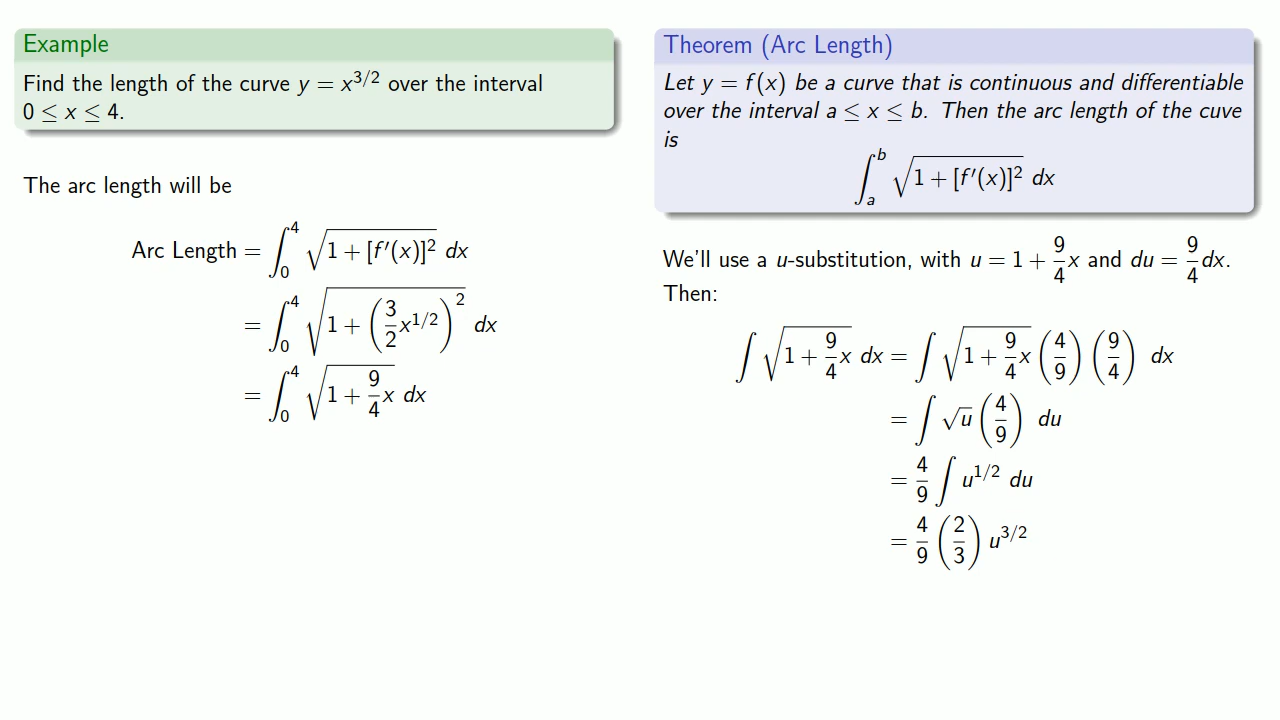 Example
Find the length of the curve y = x^{3/2} over the interval
0 ≤ x ≤ 4.
The arc length will be
Arc Length = ∫_0^4 √(1 + [f′(x)]^2) dx
= ∫_0^4 √(1 + (3/2 x^{1/2})^2) dx
= ∫_0^4 √(1 + 9/4 x) dx
Theorem (Arc Length)
Let y = f(x) be a curve that is continuous and differentiable
over the interval a ≤ x ≤ b. Then the arc length of the cuve
is
∫_a^b √(1 + [f′(x)]^2) dx
We'll use a u-substitution, with u = 1 + 9/4 x and du = 9/4 dx.
Then:
∫ √(1 + 9/4 x) dx = ∫ √(1 + 9/4 x) (4/9) (9/4) dx
= ∫ √u (4/9) du
= 4/9 ∫ u^{1/2} du
= 4/9 (2/3) u^{3/2}